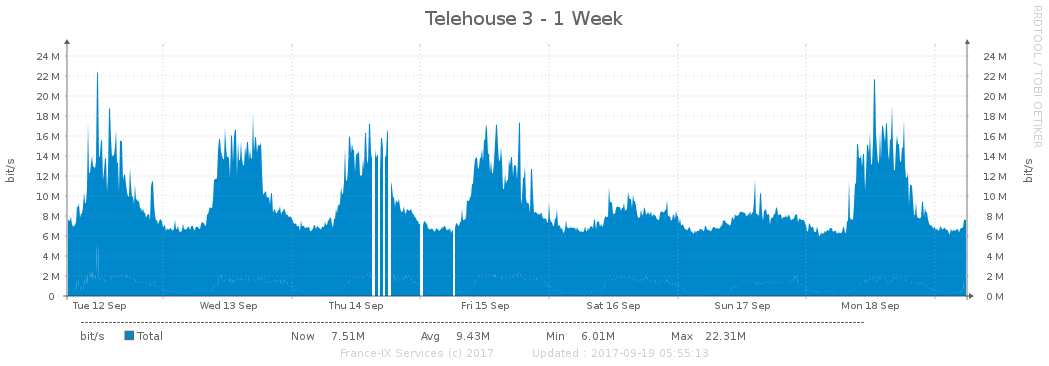 Telehouse 3 - 1 Week
RRDTOOL / TOBI OETIKER
bit/s
24 M 24 M
22 M 22 M
20 M 20 M
18 M 18 M
16 M 16 M
14 M 14 M
12 M 12 M
10 M 10 M
8 M 8 M
6 M 6 M
4 M 4 M
2 M 2 M
0 0 M
bit/s
Tue 12 Sep Wed 13 Sep Thu 14 Sep Fri 15 Sep Sat 16 Sep Sun 17 Sep Mon 18 Sep
bit/s Total Now 7.51M Avg 9.43M Min 6.01M Max 22.31M
France-IX Services (c) 2017 Updated : 2017-09-19 05:55:13